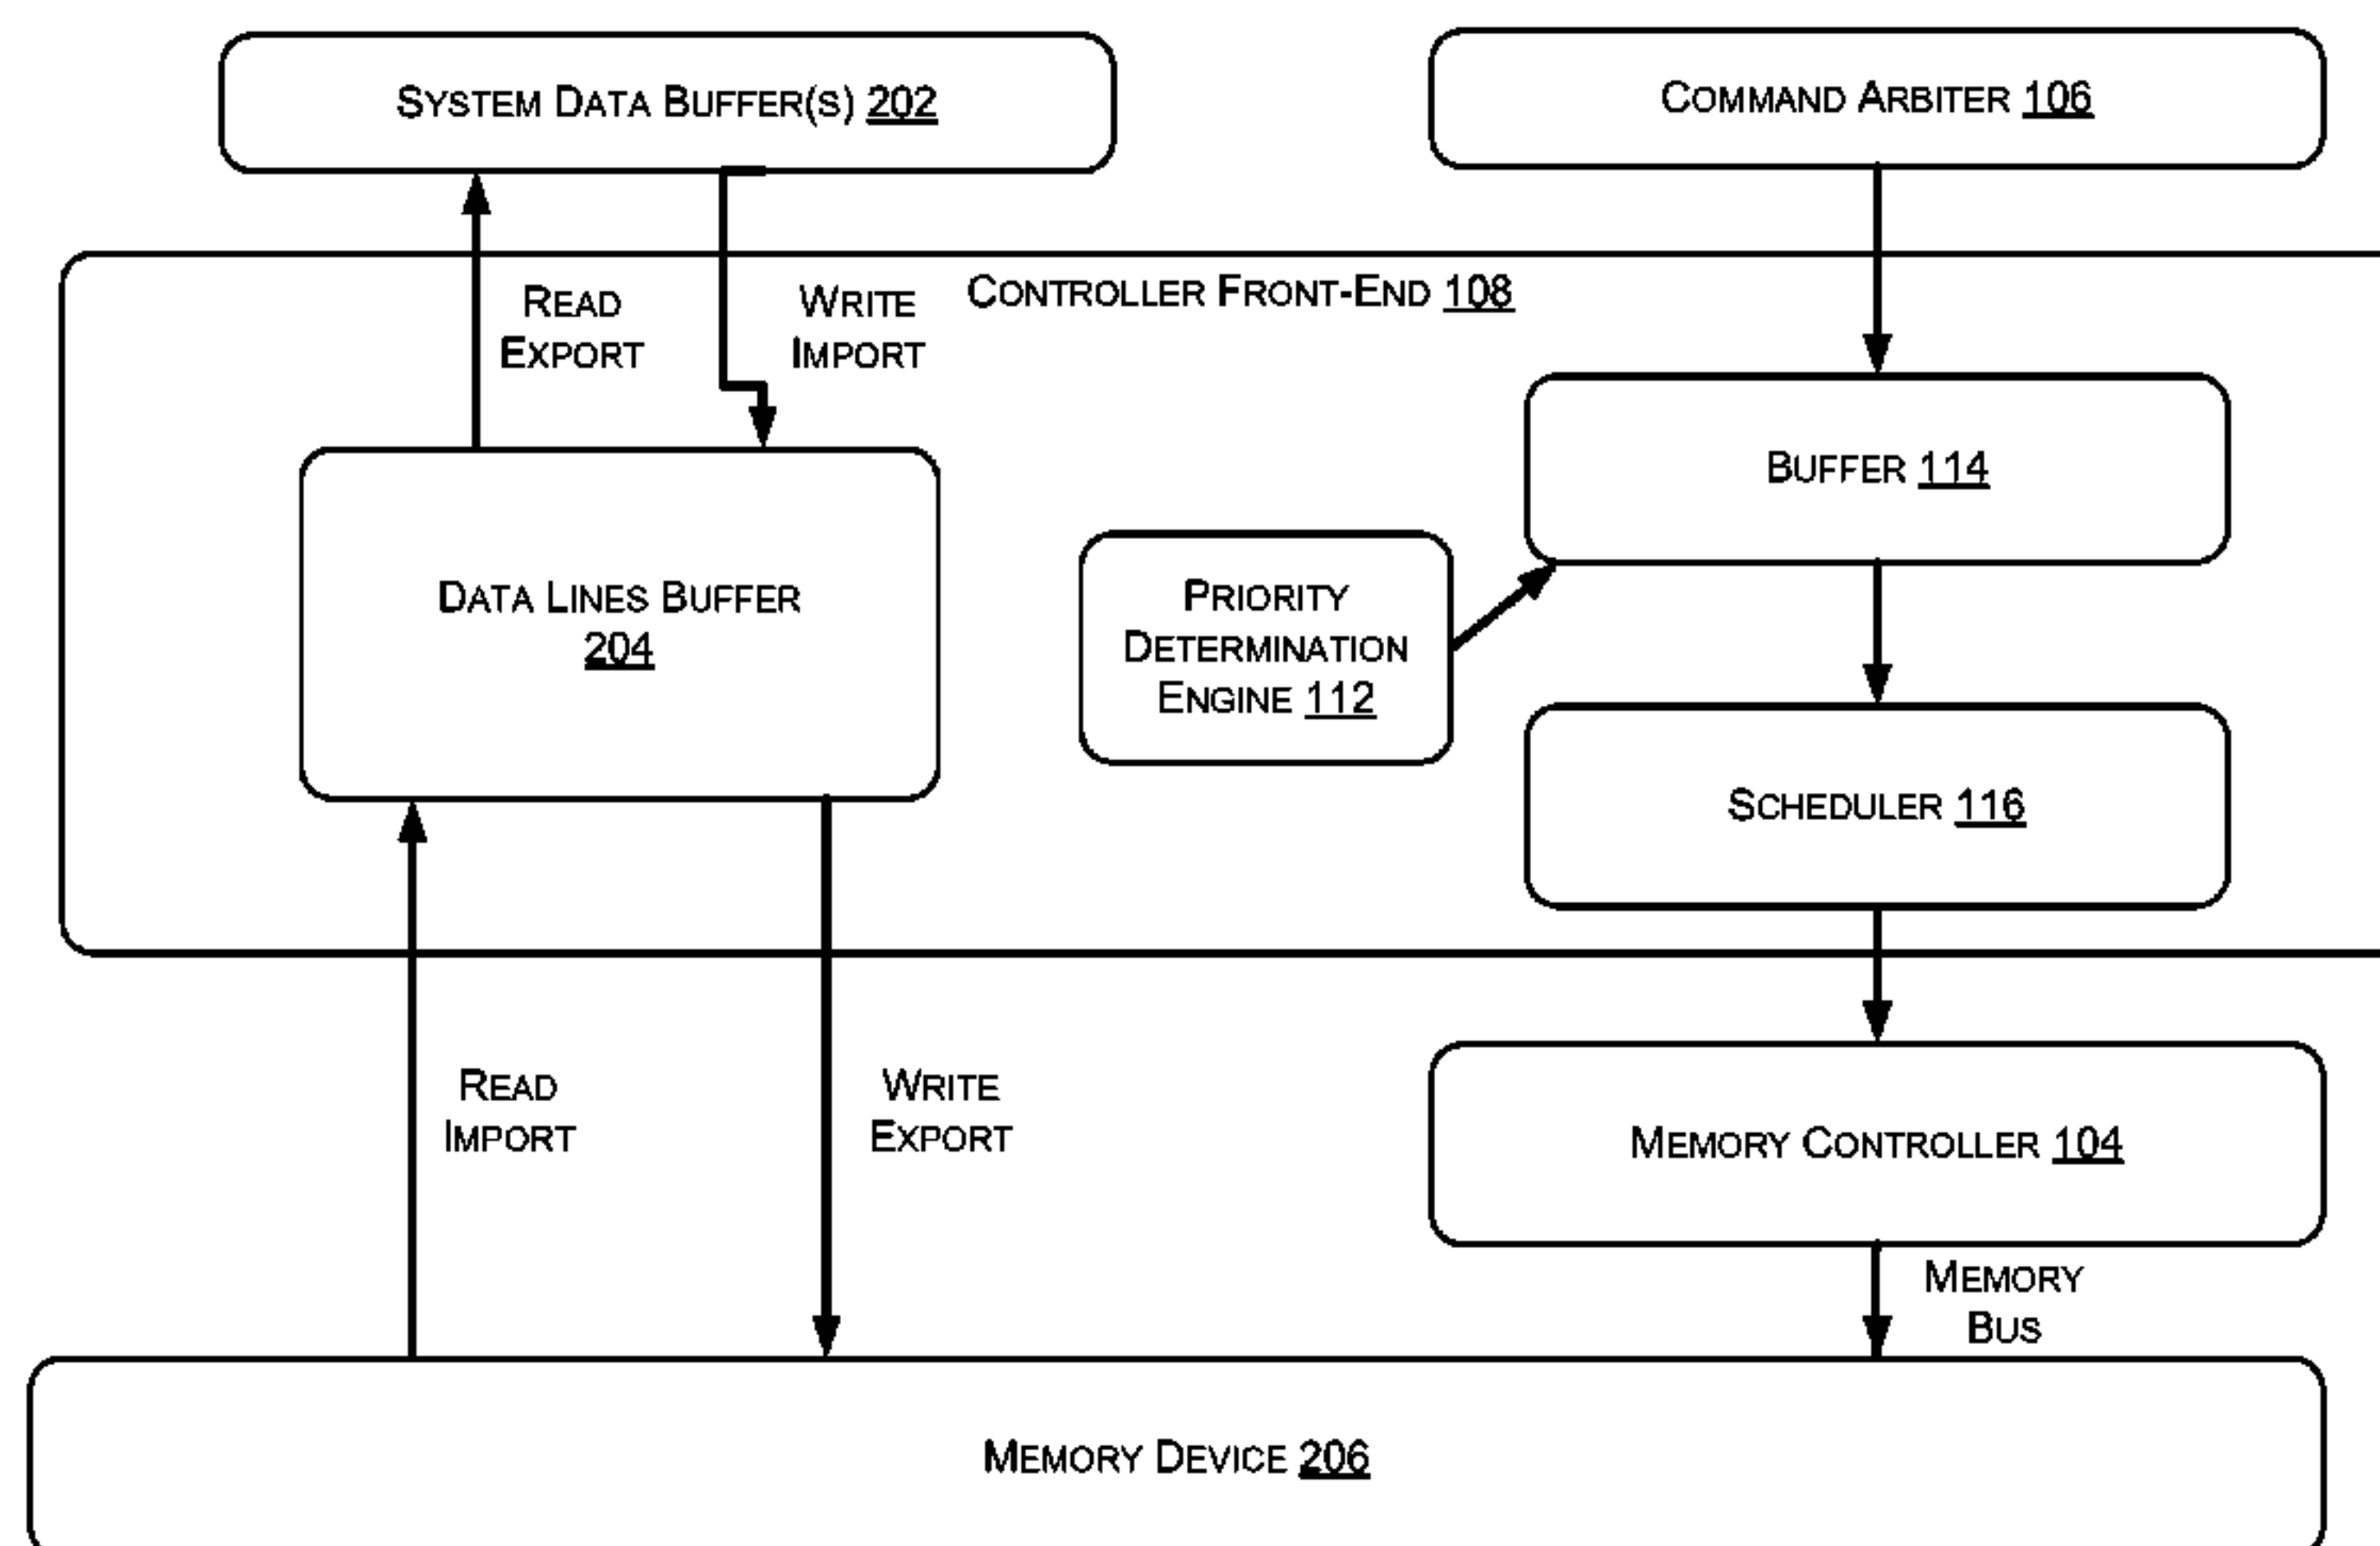 SYSTEM DATA BUFFER(S) 202
COMMAND ARBITER 106
CONTROLLER FRONT-END 108
READ
EXPORT
WRITE
IMPORT
BUFFER 114
DATA LINES BUFFER
204
PRIORITY
DETERMINATION
ENGINE 112
SCHEDULER 116
READ
IMPORT
WRITE
EXPORT
MEMORY CONTROLLER 104
MEMORY
BUS
MEMORY DEVICE 206